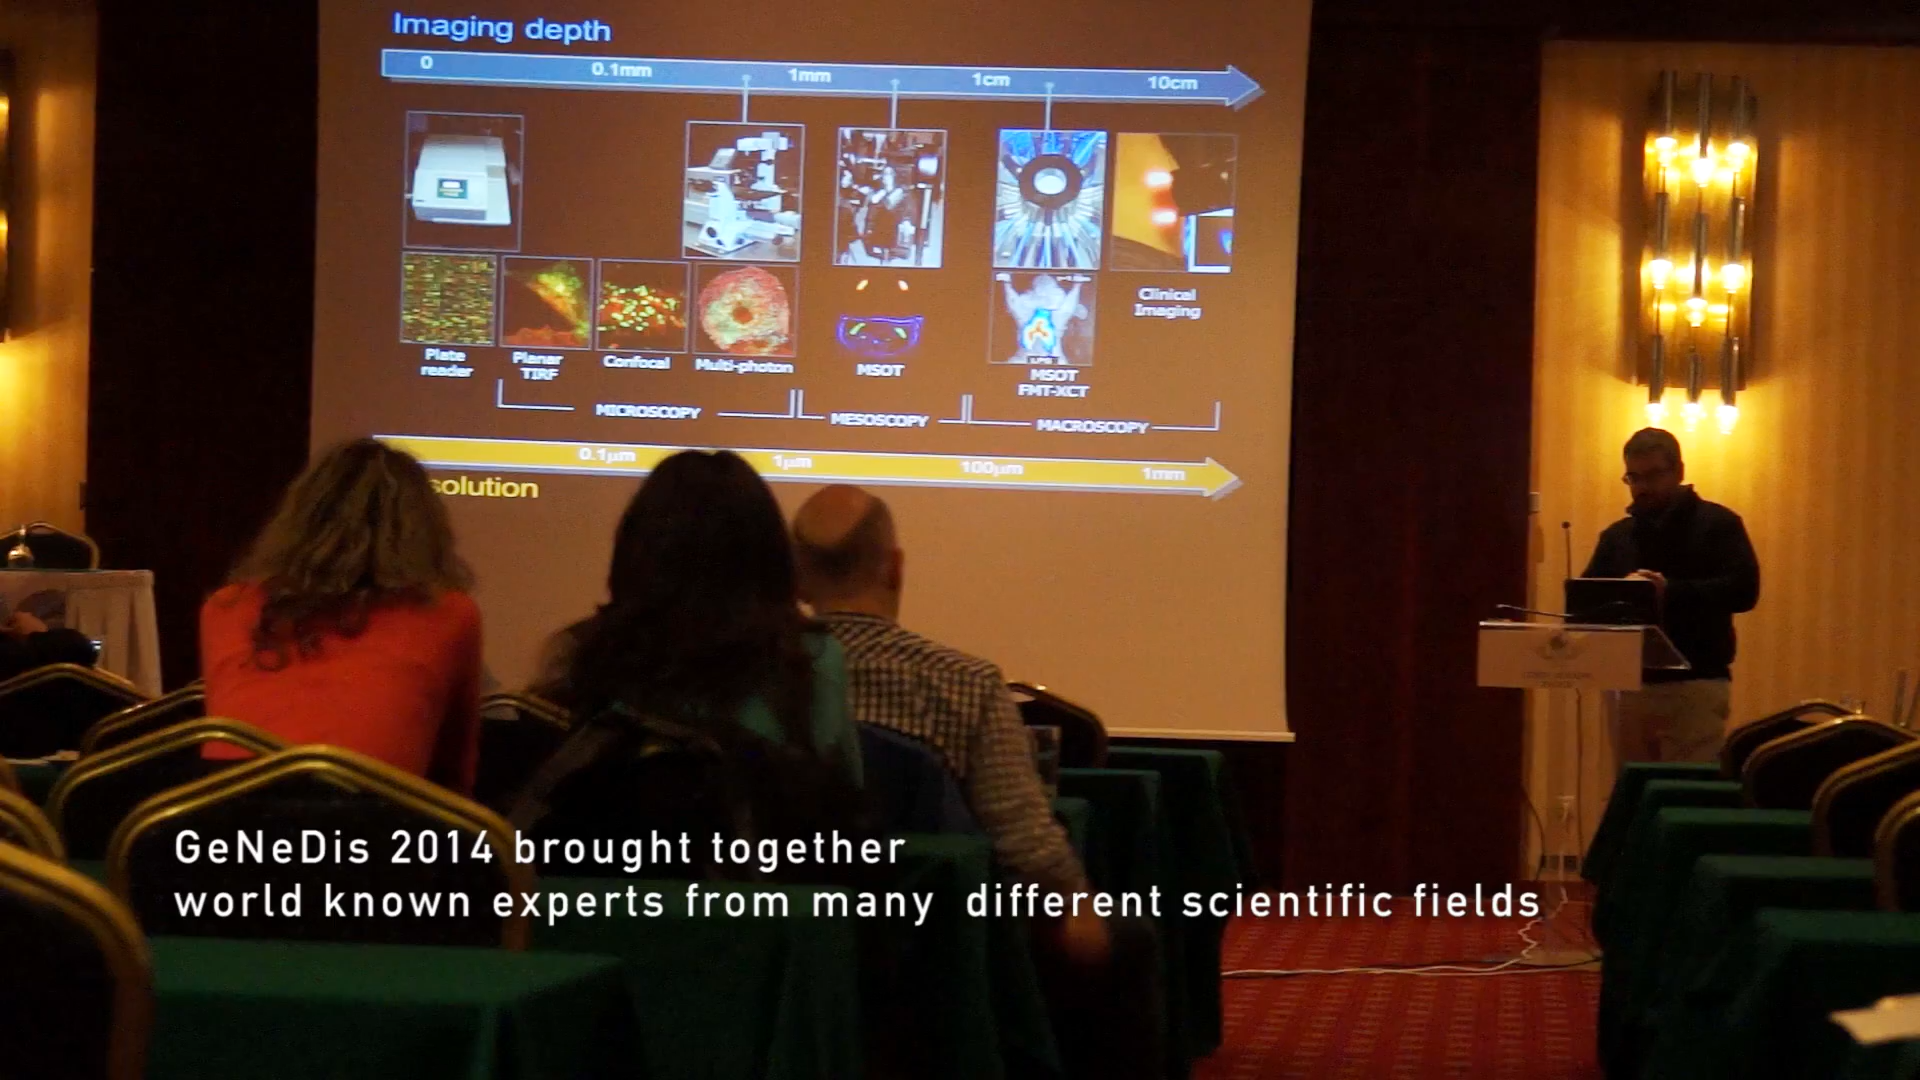 Imaging depth
0 0.1mm 1mm 1cm 10cm
Clinical
Imaging
Plate
reader
Planar
TIRF
Confocal
Multi-photon
MSOT
MSOT
FMT-XCT
MICROSCOPY
MESOSCOPY
MACROSCOPY
0.1µm 1µm 100µm 1mm
solution
GeNeDis 2014 brought together
world known experts from many different scientific fields